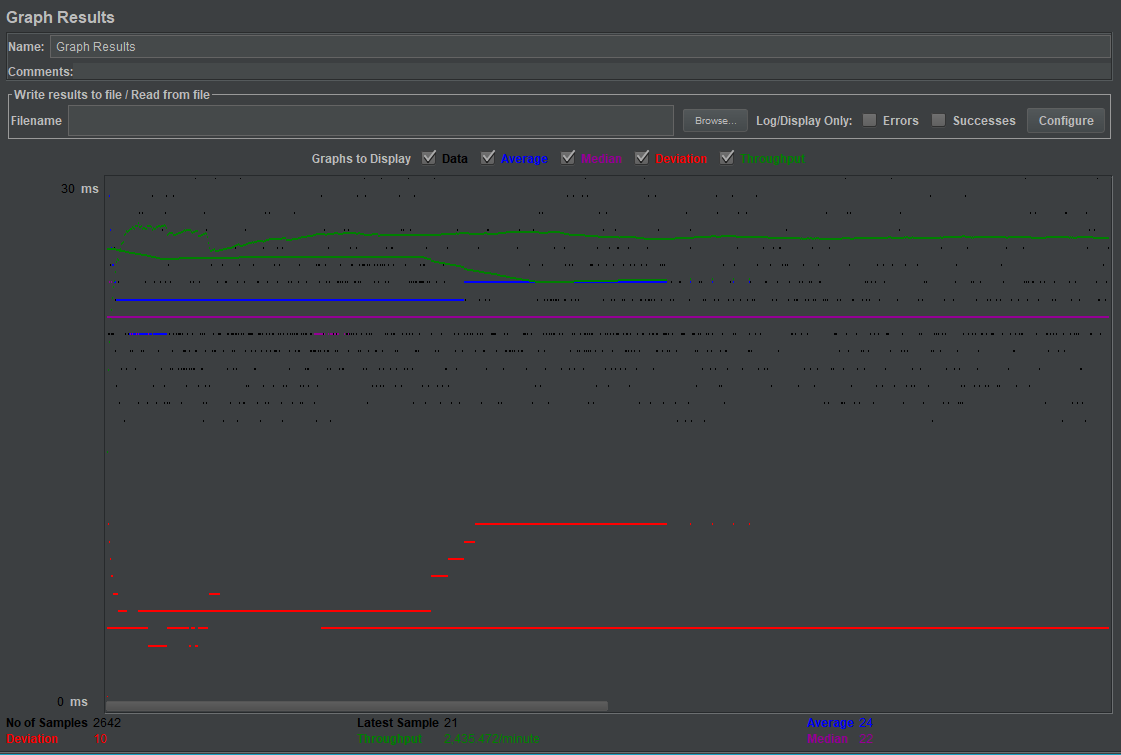 Graph Results
Name: Graph Results
Comments:
Write results to file / Read from file
Filename Browse... Log/Display Only: Errors Successes Configure
Graphs to Display Data Average Median Deviation Throughput
30 ms
0 ms
No of Samples 2642 Latest Sample 21 Average 24
Deviation 10 Throughput 2,435.472/minute Median 22